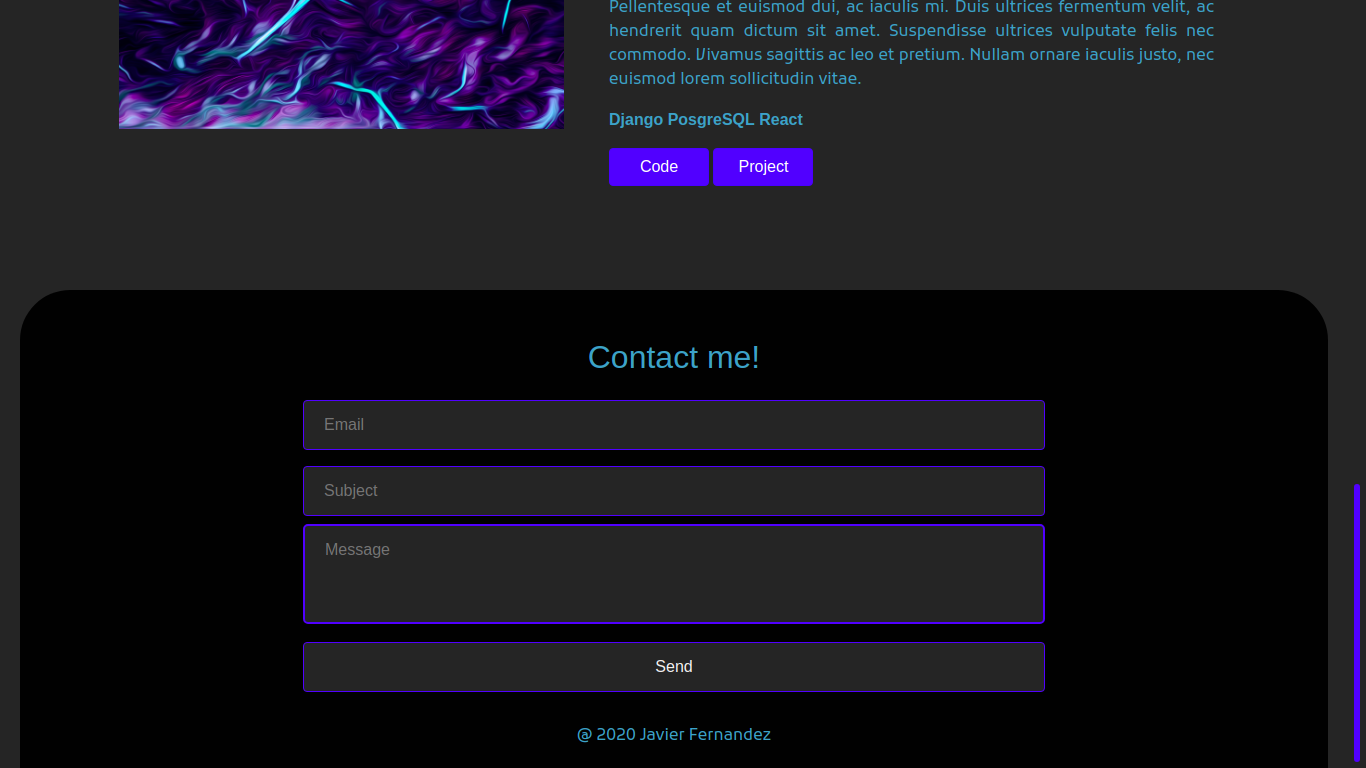 Pellentesque et euismod dui, ac iaculis mi. Duis ultrices fermentum velit, ac
hendrerit quam dictum sit amet. Suspendisse ultrices vulputate felis nec
commodo. Vivamus sagittis ac leo et pretium. Nullam ornare iaculis justo, nec
euismod lorem sollicitudin vitae.
Django PosgreSQL React
Code Project
Contact me!
Email
Subject
Message
Send
@ 2020 Javier Fernandez